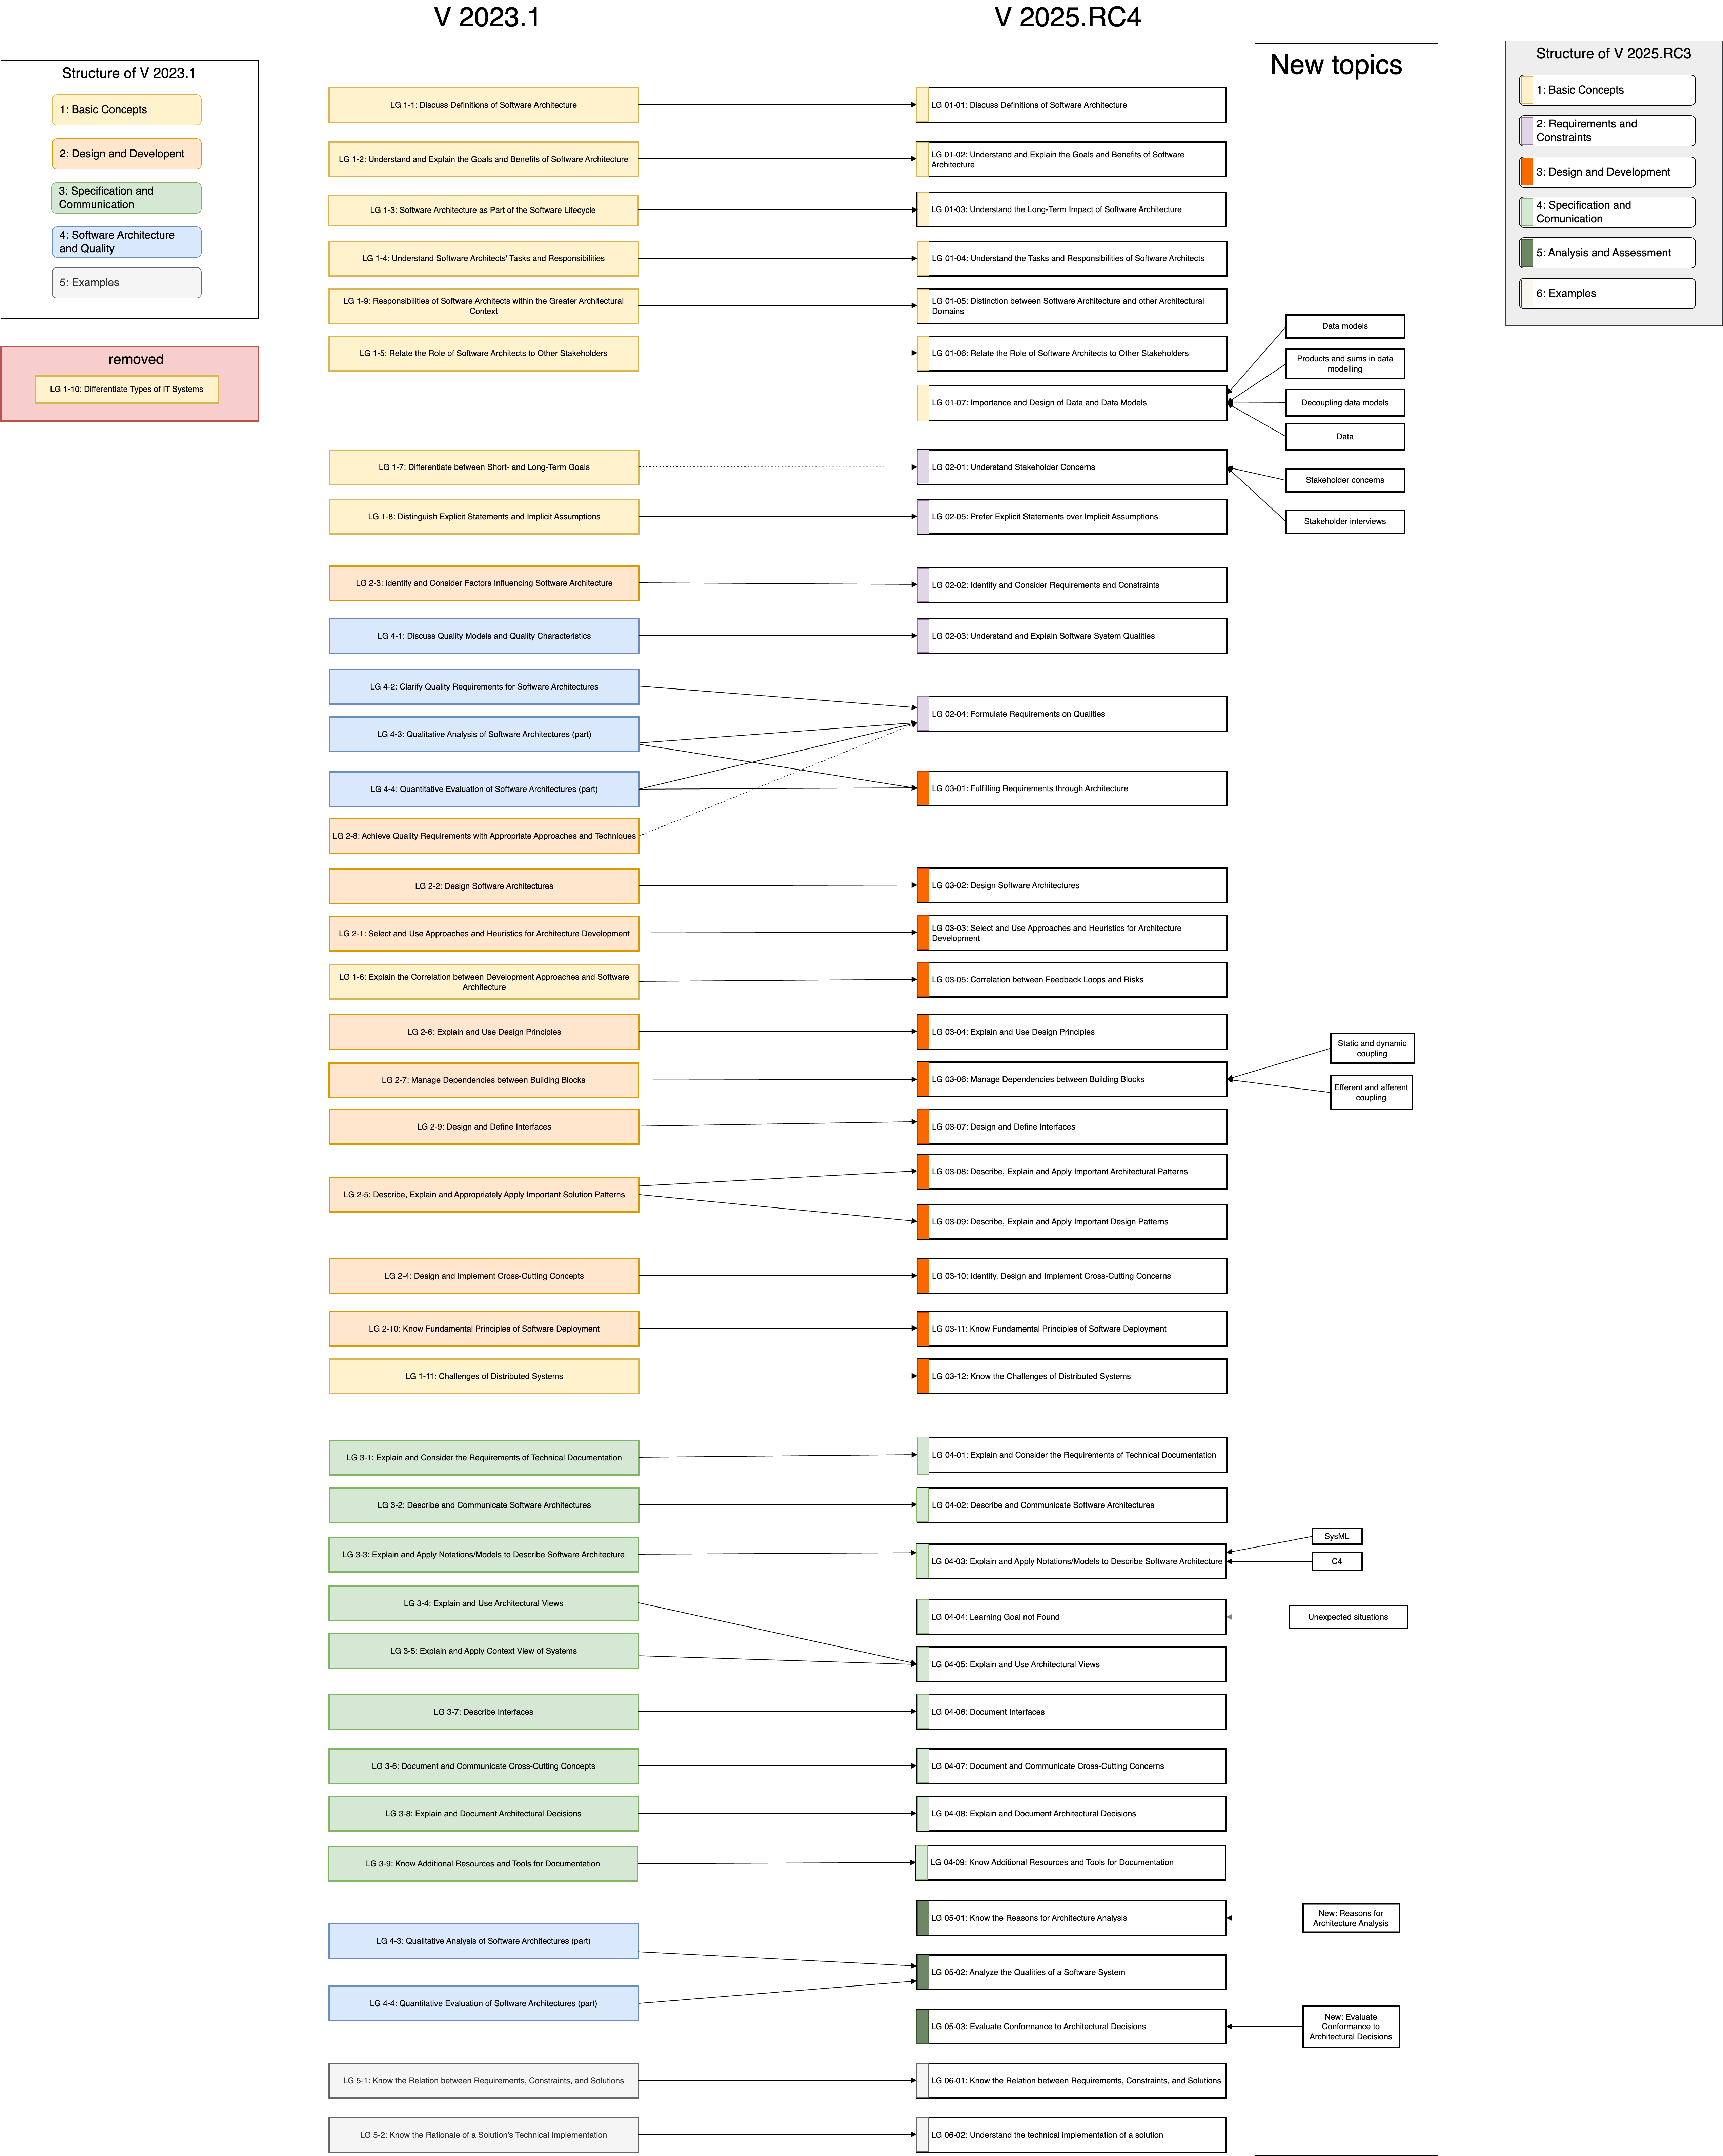 V 2023.1
V 2025.RC4
New topics
Structure of V 2023.1
1: Basic Concepts
2: Design and Developent
3: Specification and
Communication
4: Software Architecture
and Quality
5: Examples
removed
LG 1-10: Differentiate Types of IT Systems
Structure of V 2025.RC3
1: Basic Concepts
2: Requirements and
Constraints
3: Design and Development
4: Specification and
Comunication
5: Analysis and Assessment
6: Examples
LG 1-1: Discuss Definitions of Software Architecture
LG 01-01: Discuss Definitions of Software Architecture
LG 1-2: Understand and Explain the Goals and Benefits of Software Architecture
LG 01-02: Understand and Explain the Goals and Benefits of Software
Architecture
LG 1-3: Software Architecture as Part of the Software Lifecycle
LG 01-03: Understand the Long-Term Impact of Software Architecture
LG 1-4: Understand Software Architects' Tasks and Responsibilities
LG 01-04: Understand the Tasks and Responsibilities of Software Architects
LG 1-9: Responsibilities of Software Architects within the Greater Architectural
Context
LG 01-05: Distinction between Software Architecture and other Architectural
Domains
LG 1-5: Relate the Role of Software Architects to Other Stakeholders
LG 01-06: Relate the Role of Software Architects to Other Stakeholders
LG 01-07: Importance and Design of Data and Data Models
Data models
Products and sums in data
modelling
Decoupling data models
Data
LG 1-7: Differentiate between Short- and Long-Term Goals
LG 02-01: Understand Stakeholder Concerns
Stakeholder concerns
Stakeholder interviews
LG 1-8: Distinguish Explicit Statements and Implicit Assumptions
LG 02-05: Prefer Explicit Statements over Implicit Assumptions
LG 2-3: Identify and Consider Factors Influencing Software Architecture
LG 02-02: Identify and Consider Requirements and Constraints
LG 4-1: Discuss Quality Models and Quality Characteristics
LG 02-03: Understand and Explain Software System Qualities
LG 4-2: Clarify Quality Requirements for Software Architectures
LG 02-04: Formulate Requirements on Qualities
LG 4-3: Qualitative Analysis of Software Architectures (part)
LG 4-4: Quantitative Evaluation of Software Architectures (part)
LG 03-01: Fulfilling Requirements through Architecture
LG 2-8: Achieve Quality Requirements with Appropriate Approaches and Techniques
LG 2-2: Design Software Architectures
LG 03-02: Design Software Architectures
LG 2-1: Select and Use Approaches and Heuristics for Architecture Development
LG 03-03: Select and Use Approaches and Heuristics for Architecture
Development
LG 1-6: Explain the Correlation between Development Approaches and Software
Architecture
LG 03-05: Correlation between Feedback Loops and Risks
LG 2-6: Explain and Use Design Principles
LG 03-04: Explain and Use Design Principles
LG 2-7: Manage Dependencies between Building Blocks
LG 03-06: Manage Dependencies between Building Blocks
Static and dynamic
coupling
Efferent and afferent
coupling
LG 2-9: Design and Define Interfaces
LG 03-07: Design and Define Interfaces
LG 2-5: Describe, Explain and Appropriately Apply Important Solution Patterns
LG 03-08: Describe, Explain and Apply Important Architectural Patterns
LG 03-09: Describe, Explain and Apply Important Design Patterns
LG 2-4: Design and Implement Cross-Cutting Concepts
LG 03-10: Identify, Design and Implement Cross-Cutting Concerns
LG 2-10: Know Fundamental Principles of Software Deployment
LG 03-11: Know Fundamental Principles of Software Deployment
LG 1-11: Challenges of Distributed Systems
LG 03-12: Know the Challenges of Distributed Systems
LG 3-1: Explain and Consider the Requirements of Technical Documentation
LG 04-01: Explain and Consider the Requirements of Technical Documentation
LG 3-2: Describe and Communicate Software Architectures
LG 04-02: Describe and Communicate Software Architectures
LG 3-3: Explain and Apply Notations/Models to Describe Software Architecture
LG 04-03: Explain and Apply Notations/Models to Describe Software Architecture
SysML
C4
LG 3-4: Explain and Use Architectural Views
LG 04-04: Learning Goal not Found
Unexpected situations
LG 3-5: Explain and Apply Context View of Systems
LG 04-05: Explain and Use Architectural Views
LG 3-7: Describe Interfaces
LG 04-06: Document Interfaces
LG 3-6: Document and Communicate Cross-Cutting Concepts
LG 04-07: Document and Communicate Cross-Cutting Concerns
LG 3-8: Explain and Document Architectural Decisions
LG 04-08: Explain and Document Architectural Decisions
LG 3-9: Know Additional Resources and Tools for Documentation
LG 04-09: Know Additional Resources and Tools for Documentation
LG 05-01: Know the Reasons for Architecture Analysis
New: Reasons for
Architecture Analysis
LG 4-3: Qualitative Analysis of Software Architectures (part)
LG 05-02: Analyze the Qualities of a Software System
LG 4-4: Quantitative Evaluation of Software Architectures (part)
LG 05-03: Evaluate Conformance to Architectural Decisions
New: Evaluate
Conformance to
Architectural Decisions
LG 5-1: Know the Relation between Requirements, Constraints, and Solutions
LG 06-01: Know the Relation between Requirements, Constraints, and Solutions
LG 5-2: Know the Rationale of a Solution's Technical Implementation
LG 06-02: Understand the technical implementation of a solution